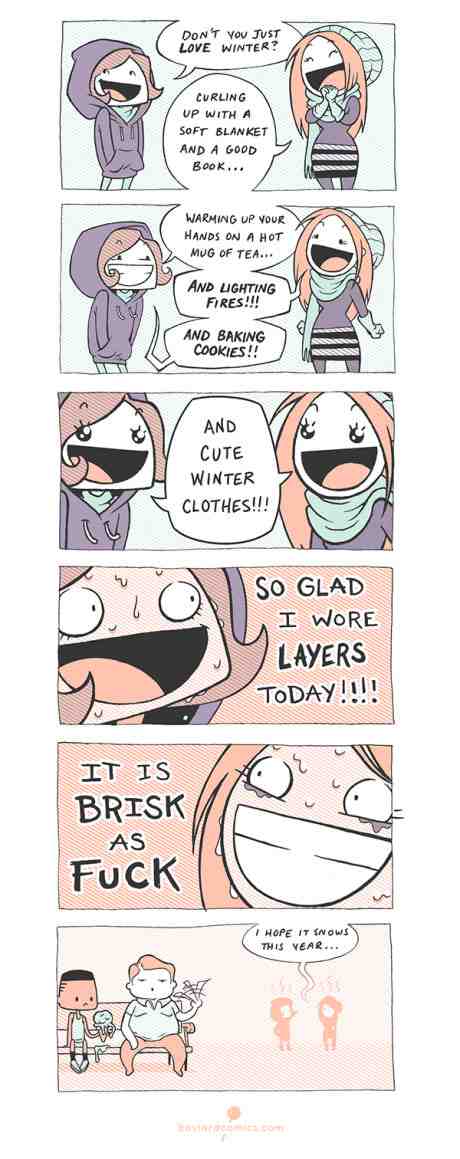 DON'T YOU JUST
LOVE WINTER?
CURLING
UP WITH A
SOFT BLANKET
AND A GOOD
BOOK...
WARMING UP YOUR
HANDS ON A HOT
MUG OF TEA...
AND LIGHTING
FIRES!!!
AND BAKING
COOKIES!!
AND
CUTE
WINTER
CLOTHES!!!
SO GLAD
I WORE
LAYERS
TODAY!!!!
IT IS
BRISK
AS
FUCK
I HOPE IT SNOWS
THIS YEAR...
boviardcomics.com